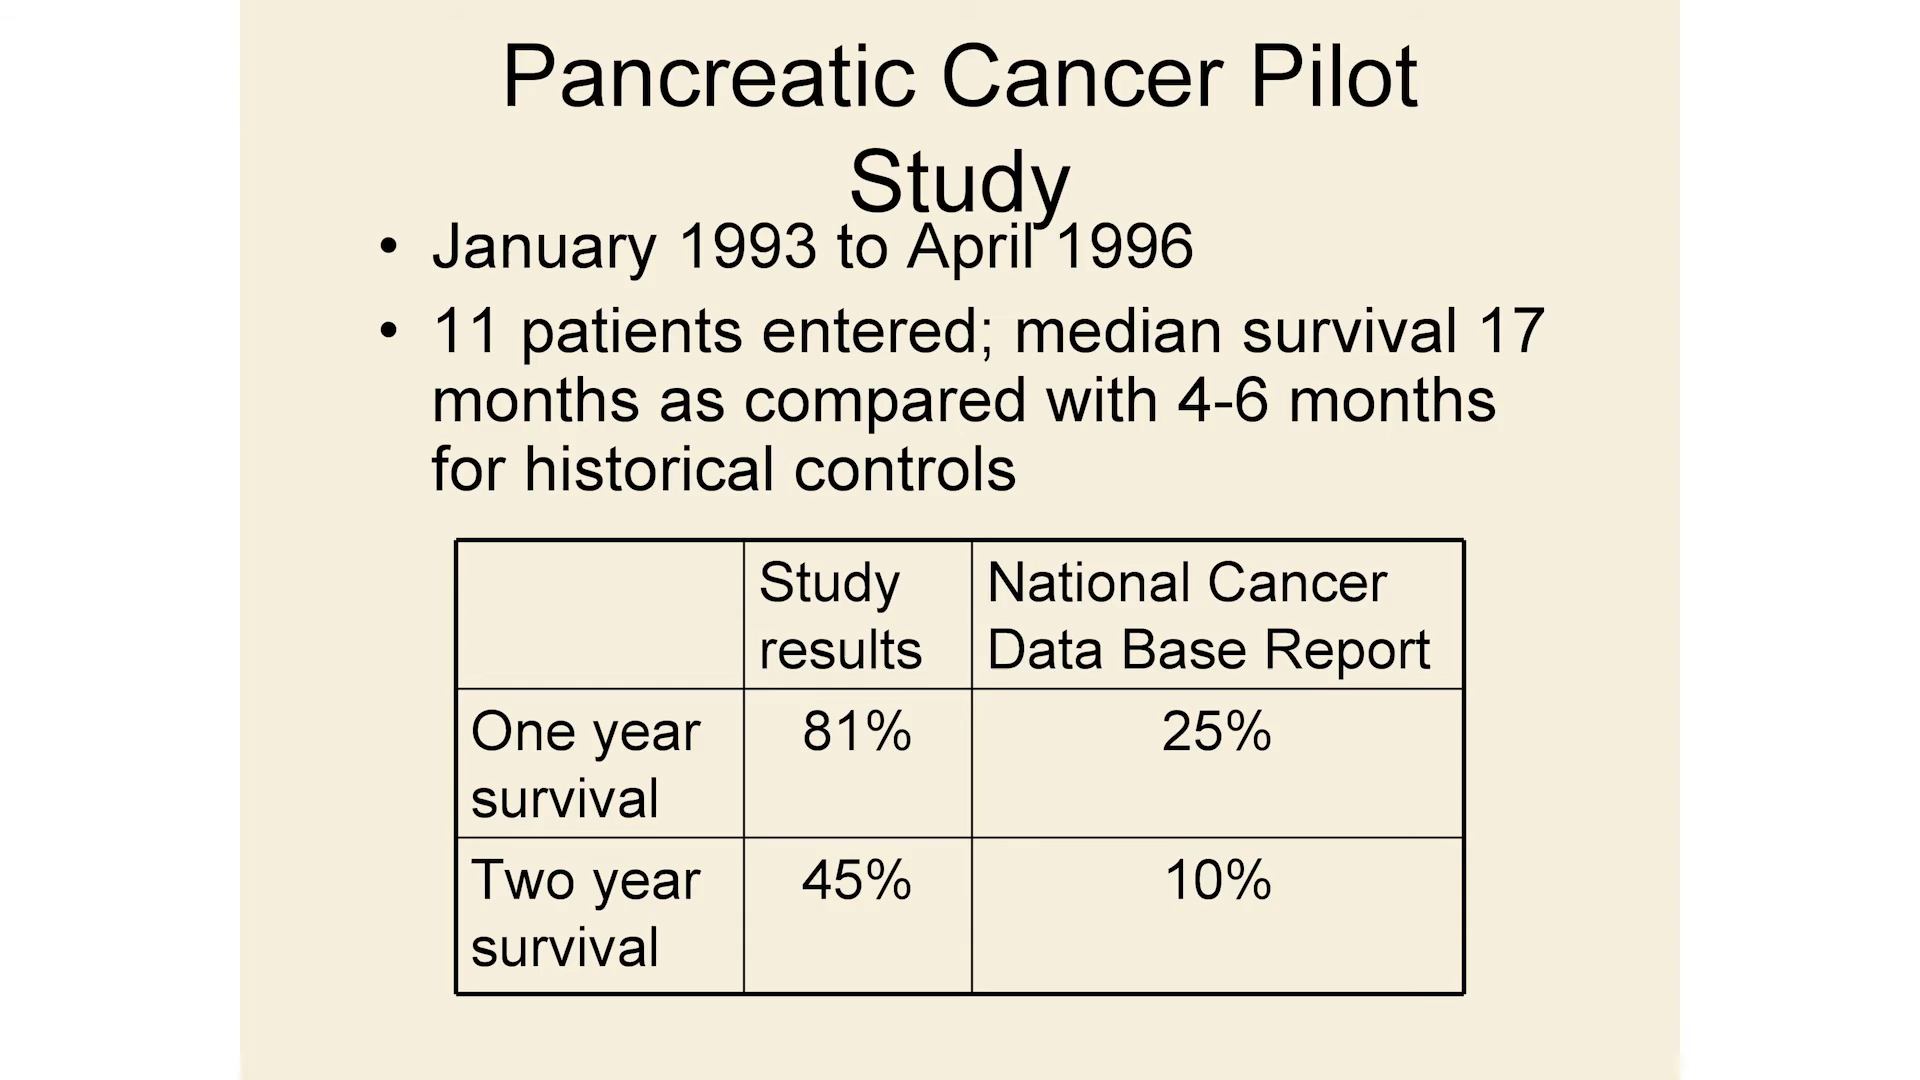 Pancreatic Cancer Pilot
Study
• January 1993 to April 1996
• 11 patients entered; median survival 17
months as compared with 4-6 months
for historical controls
Study
results
National Cancer
Data Base Report
One year
survival
81%
25%
Two year
survival
45%
10%